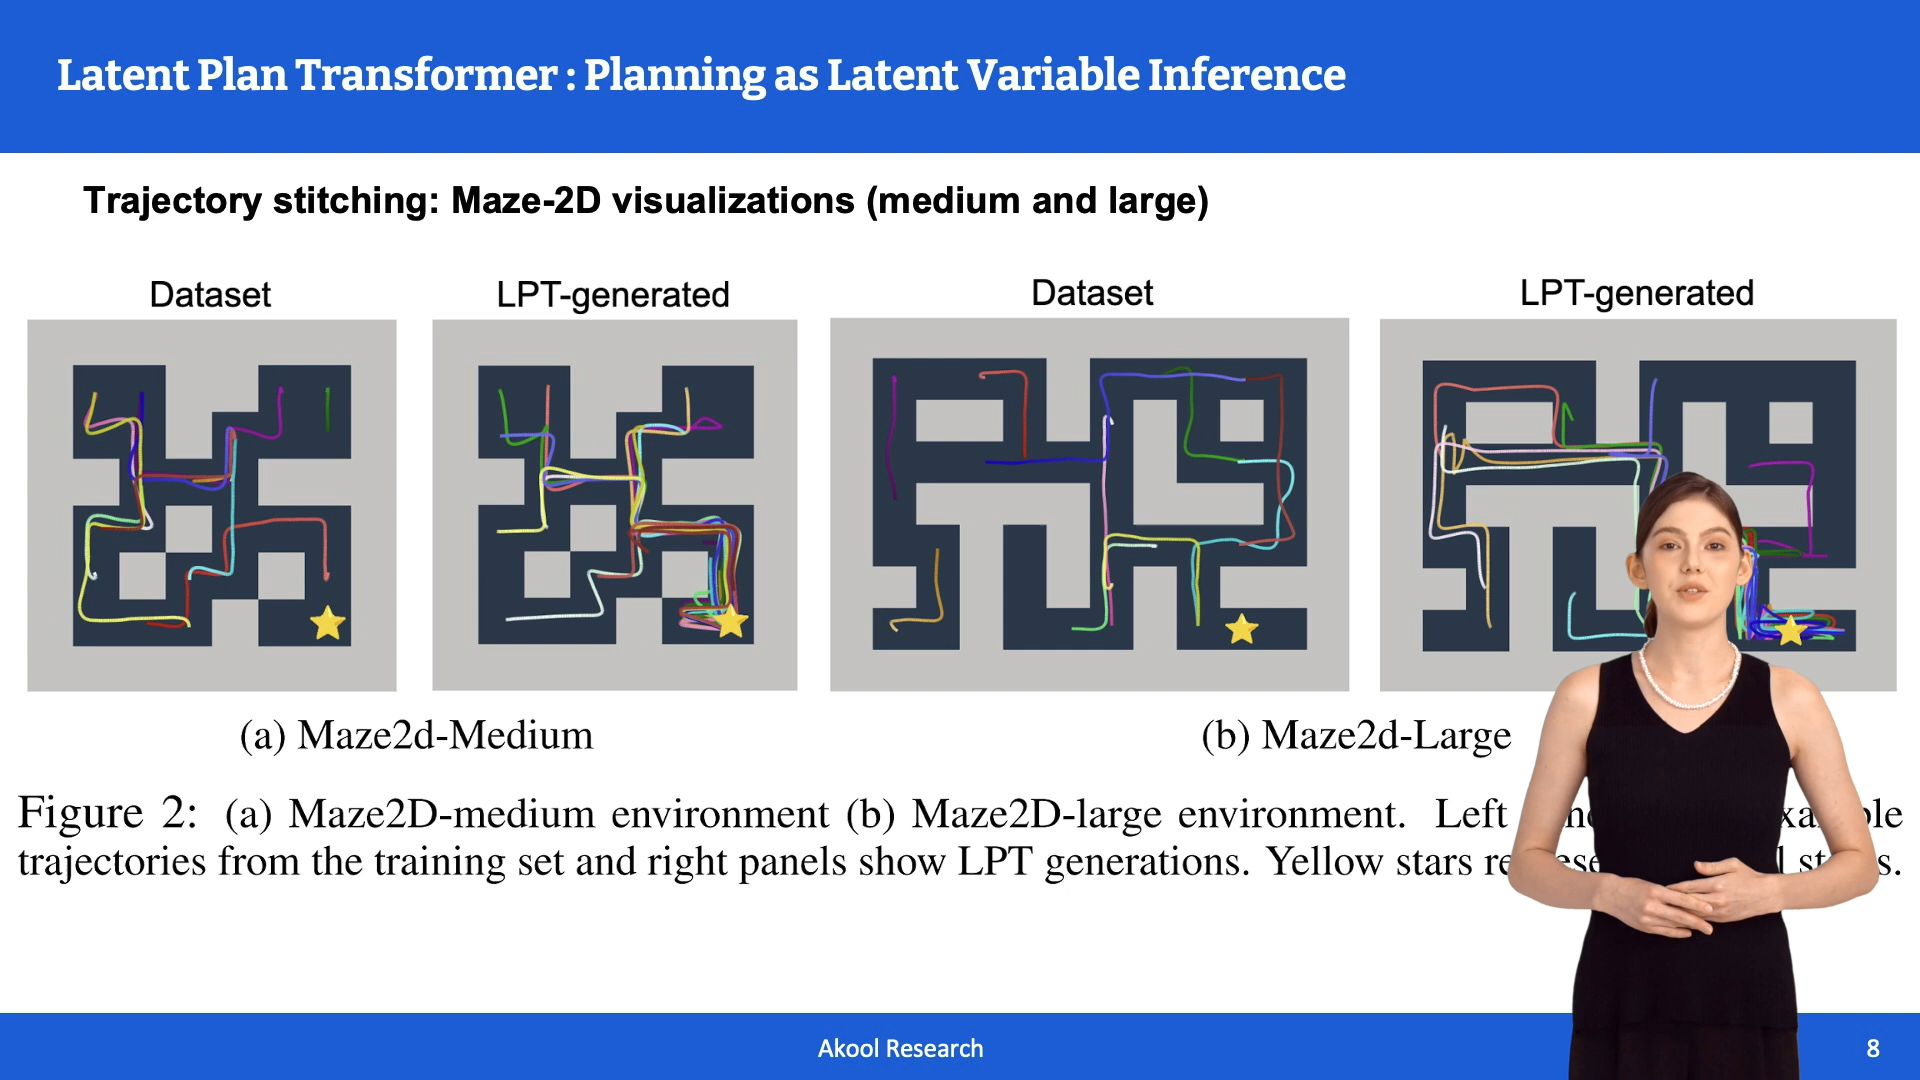 Latent Plan Transformer : Planning as Latent Variable Inference
Trajectory stitching: Maze-2D visualizations (medium and large)
Dataset
LPT-generated
Dataset
LPT-generated
(a) Maze2d-Medium
(b) Maze2d-Large
Figure 2: (a) Maze2D-medium environment (b) Maze2D-large environment. Left
trajectories from the training set and right panels show LPT generations. Yellow stars
Akool Research
8